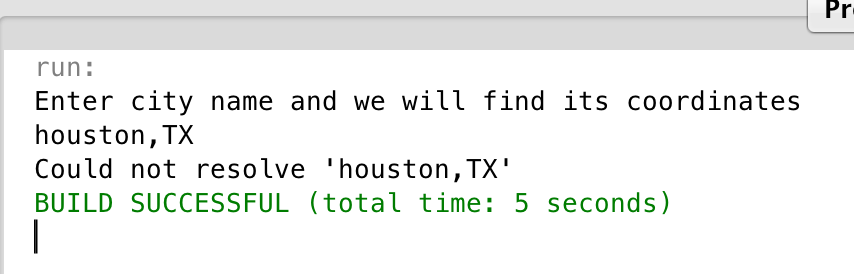 Pr
run:
Enter city name and we will find its coordinates
houston,TX
Could not resolve 'houston,TX'
BUILD SUCCESSFUL (total time: 5 seconds)